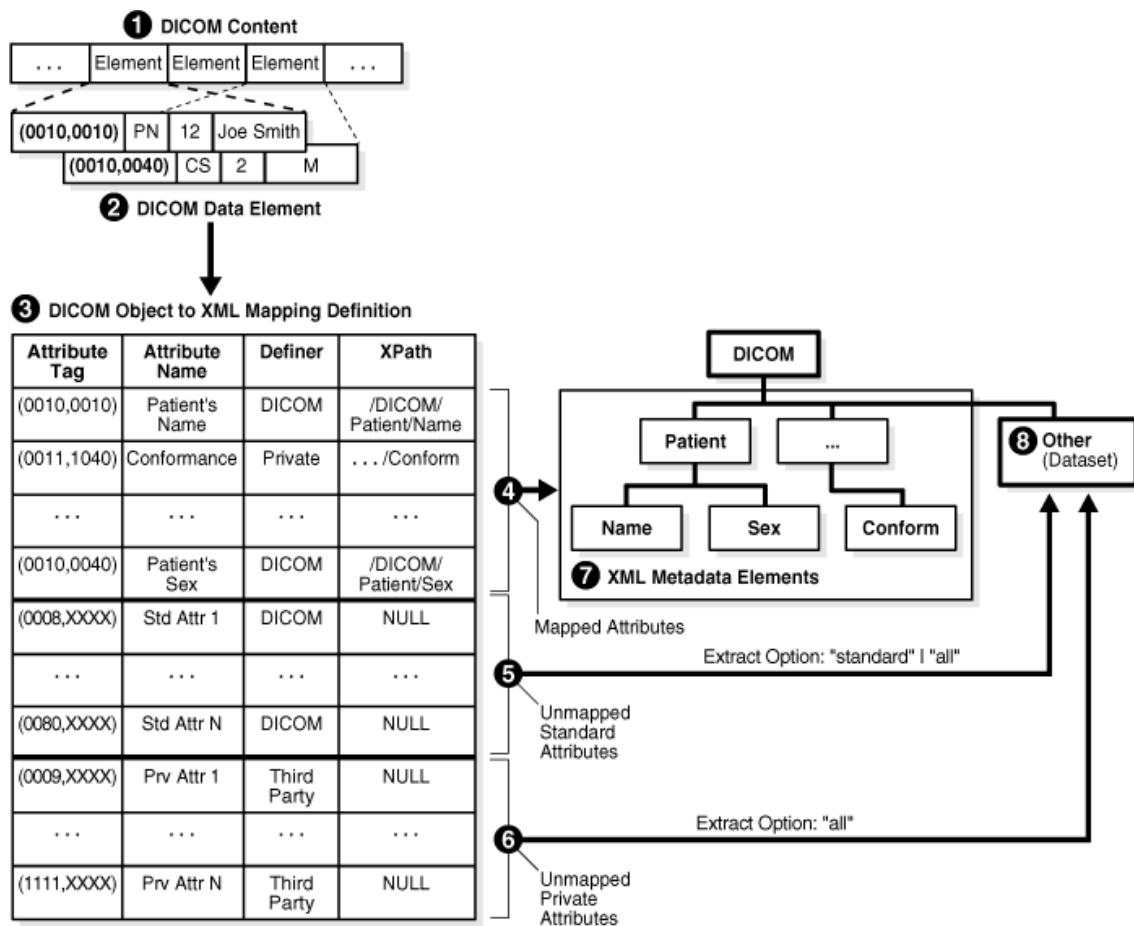 1 DICOM Content
... Element Element Element ...
(0010,0010) PN 12 Joe Smith
(0010,0040) CS 2 M
2 DICOM Data Element
3 DICOM Object to XML Mapping Definition
Attribute Tag Attribute Name Definer XPath
(0010,0010) Patient's Name DICOM /DICOM/Patient/Name
(0011,1040) Conformance Private .../Conform
... ... ... ...
(0010,0040) Patient's Sex DICOM /DICOM/Patient/Sex
(0008,XXXX) Std Attr 1 DICOM NULL
... ... ... ...
(0080,XXXX) Std Attr N DICOM NULL
(0009,XXXX) Prv Attr 1 Third Party NULL
... ... ... ...
(1111,XXXX) Prv Attr N Third Party NULL
4
Mapped Attributes
5
Unmapped
Standard
Attributes
6
Unmapped
Private
Attributes
DICOM
Patient
...
Name
Sex
Conform
7 XML Metadata Elements
8 Other
(Dataset)
Extract Option: "standard" | "all"
Extract Option: "all"